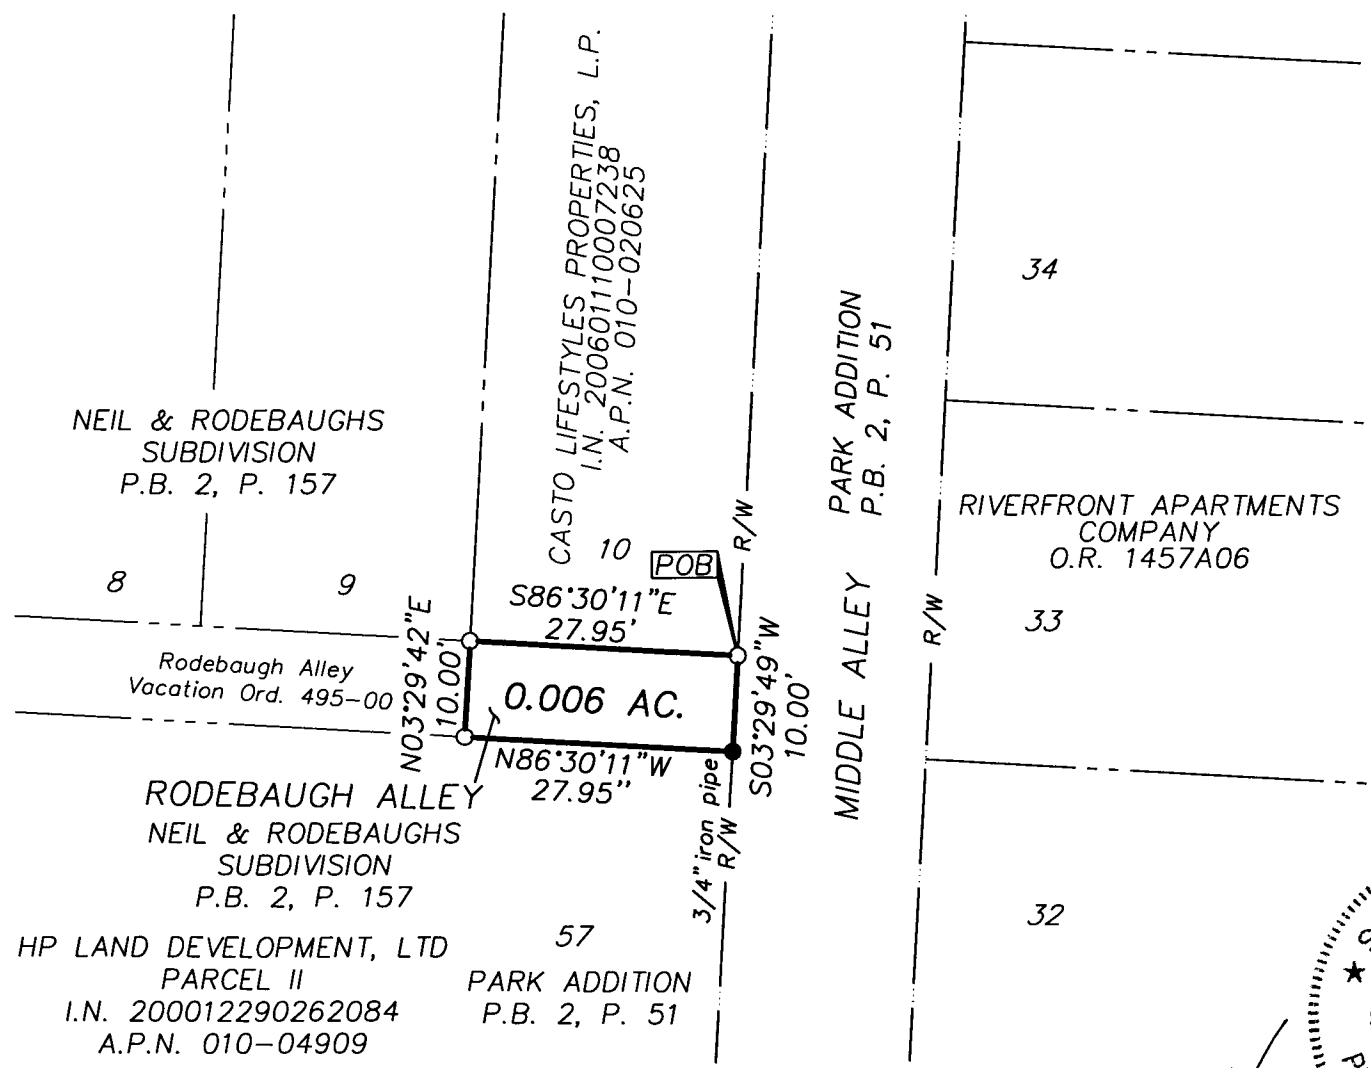 CASTO LIFESTYLES PROPERTIES, L.P.
I.N. 200601110007238
A.P.N. 010-020625
34
PARK ADDITION
P.B. 2, P. 51
NEIL & RODEBAUGHS
SUBDIVISION
P.B. 2, P. 157
R/W
RIVERFRONT APARTMENTS
COMPANY
O.R. 1457A06
8
9
10
POB
S86°30'11"E
27.95'
MIDDLE ALLEY
R/W
33
Rodebaugh Alley
Vacation Ord. 495-00
N03°29'42"E
10.00'
0.006 AC.
S03°29'49"W
10.00'
N86°30'11"W
27.95"
RODEBAUGH ALLEY
NEIL & RODEBAUGHS
SUBDIVISION
P.B. 2, P. 157
3/4" iron pipe
R/W
32
HP LAND DEVELOPMENT, LTD
PARCEL II
I.N. 200012290262084
A.P.N. 010-04909
57
PARK ADDITION
P.B. 2, P. 51